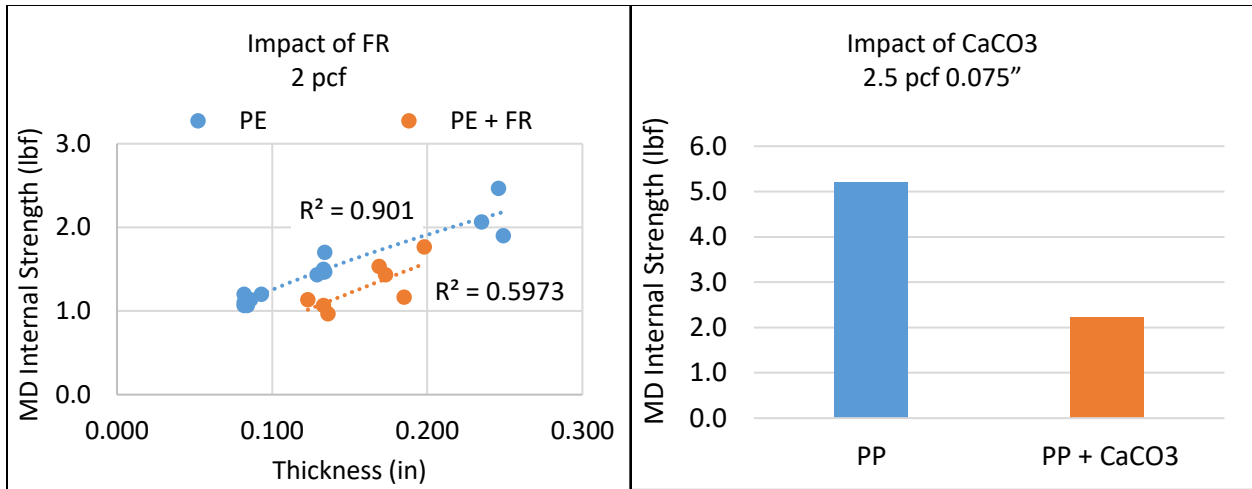 Impact of FR
2 pcf
PE
PE + FR
MD Internal Strength (lbf)
3.0
2.0
1.0
0.0
R² = 0.901
R² = 0.5973
0.000
0.100
0.200
0.300
Thickness (in)
Impact of CaCO3
2.5 pcf 0.075”
MD Internal Strength (lbf)
6.0
5.0
4.0
3.0
2.0
1.0
0.0
PP
PP + CaCO3